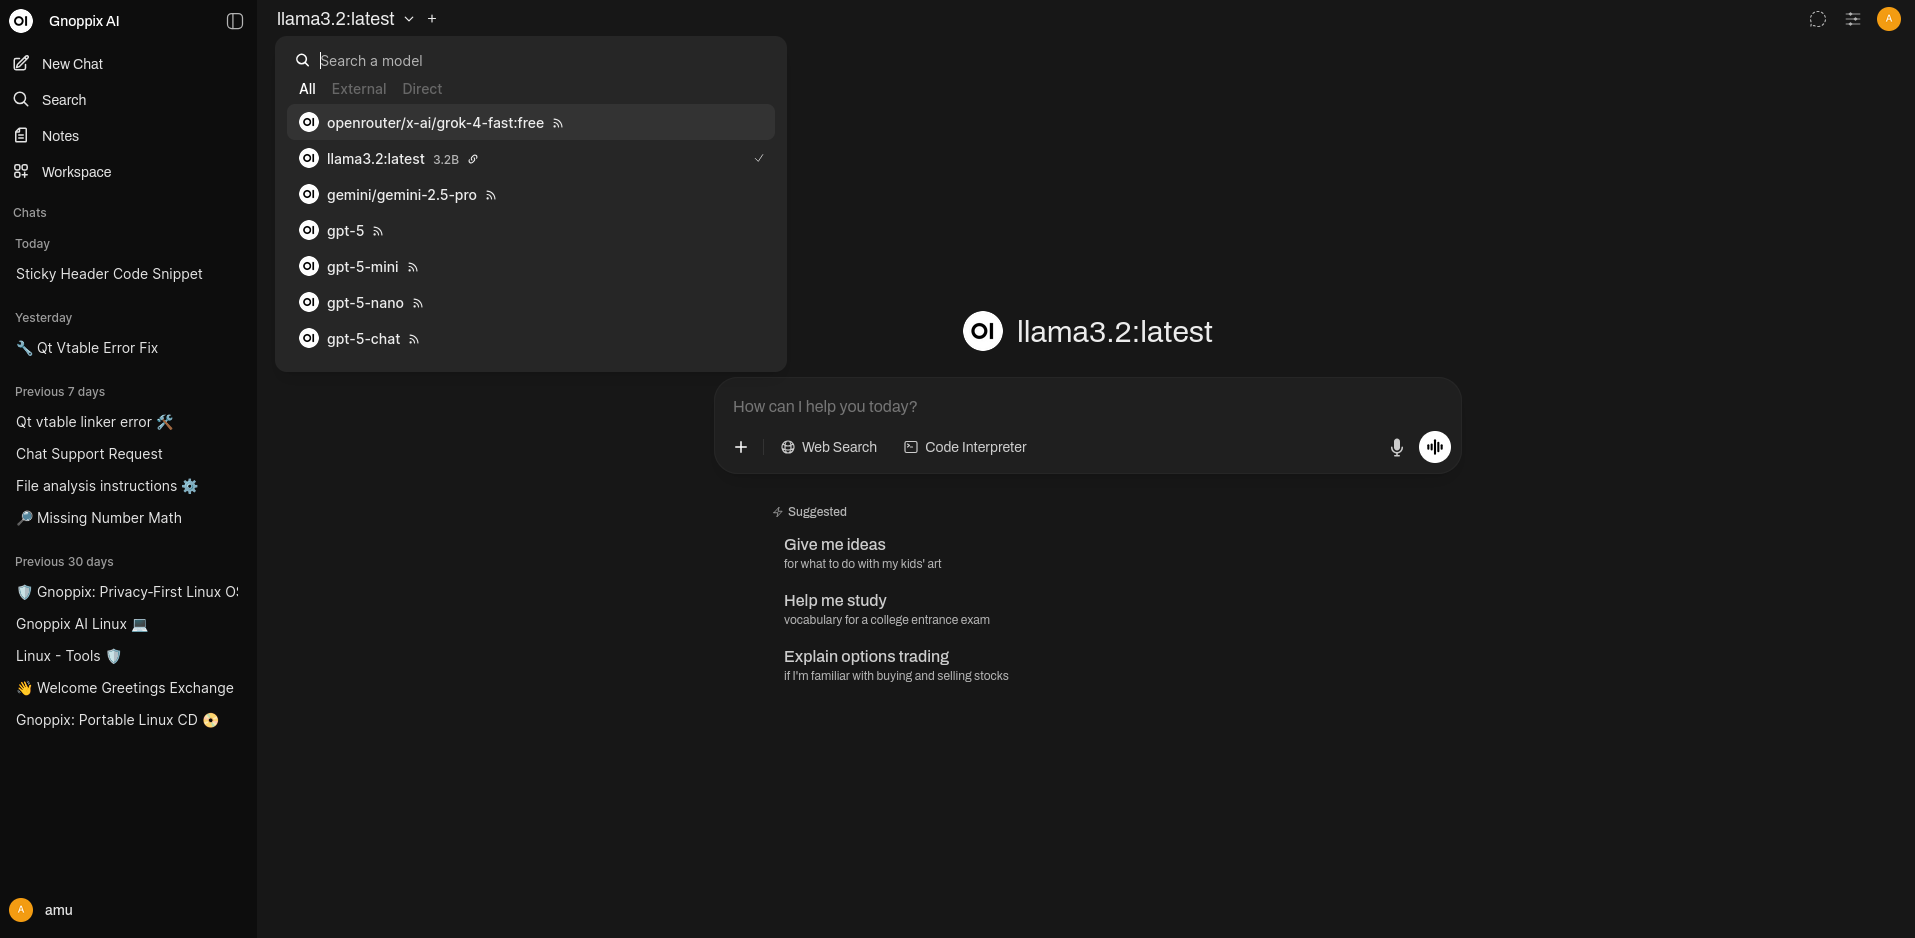 OI Gnoppix AI
New Chat
Search
Notes
Workspace
Chats
Today
Sticky Header Code Snippet
Yesterday
🔧 Qt Vtable Error Fix
Previous 7 days
Qt vtable linker error 🛠️
Chat Support Request
File analysis instructions ⚙️
🔎 Missing Number Math
Previous 30 days
🛡️ Gnoppix: Privacy-First Linux OS
Gnoppix AI Linux 💻
Linux - Tools 🛡️
👋 Welcome Greetings Exchange
Gnoppix: Portable Linux CD 📀
A amu
llama3.2:latest
A
Search a model
All External Direct
OI openrouter/x-ai/grok-4-fast:free
OI llama3.2:latest 3.2B
OI gemini/gemini-2.5-pro
OI gpt-5
OI gpt-5-mini
OI gpt-5-nano
OI gpt-5-chat
OI llama3.2:latest
How can I help you today?
Web Search Code Interpreter
Suggested
Give me ideas
for what to do with my kids' art
Help me study
vocabulary for a college entrance exam
Explain options trading
if I'm familiar with buying and selling stocks